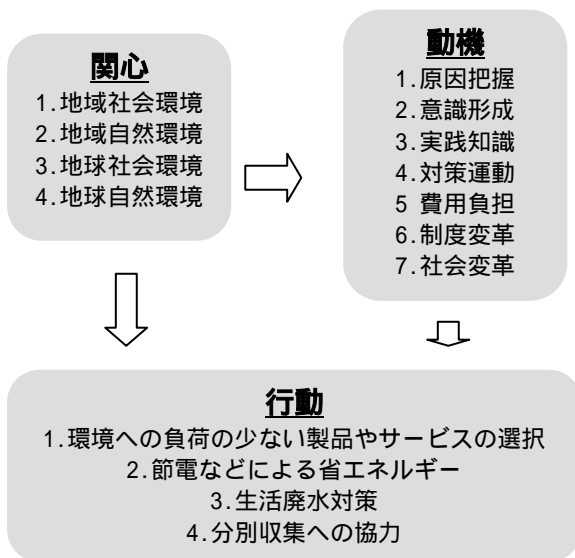 関心
1.地域社会環境
2.地域自然環境
3.地球社会環境
4.地球自然環境
動機
1.原因把握
2.意識形成
3.実践知識
4.対策運動
5 費用負担
6.制度変革
7.社会変革
行動
1.環境への負荷の少ない製品やサービスの選択
2.節電などによる省エネルギー
3.生活廃水対策
4.分別収集への協力